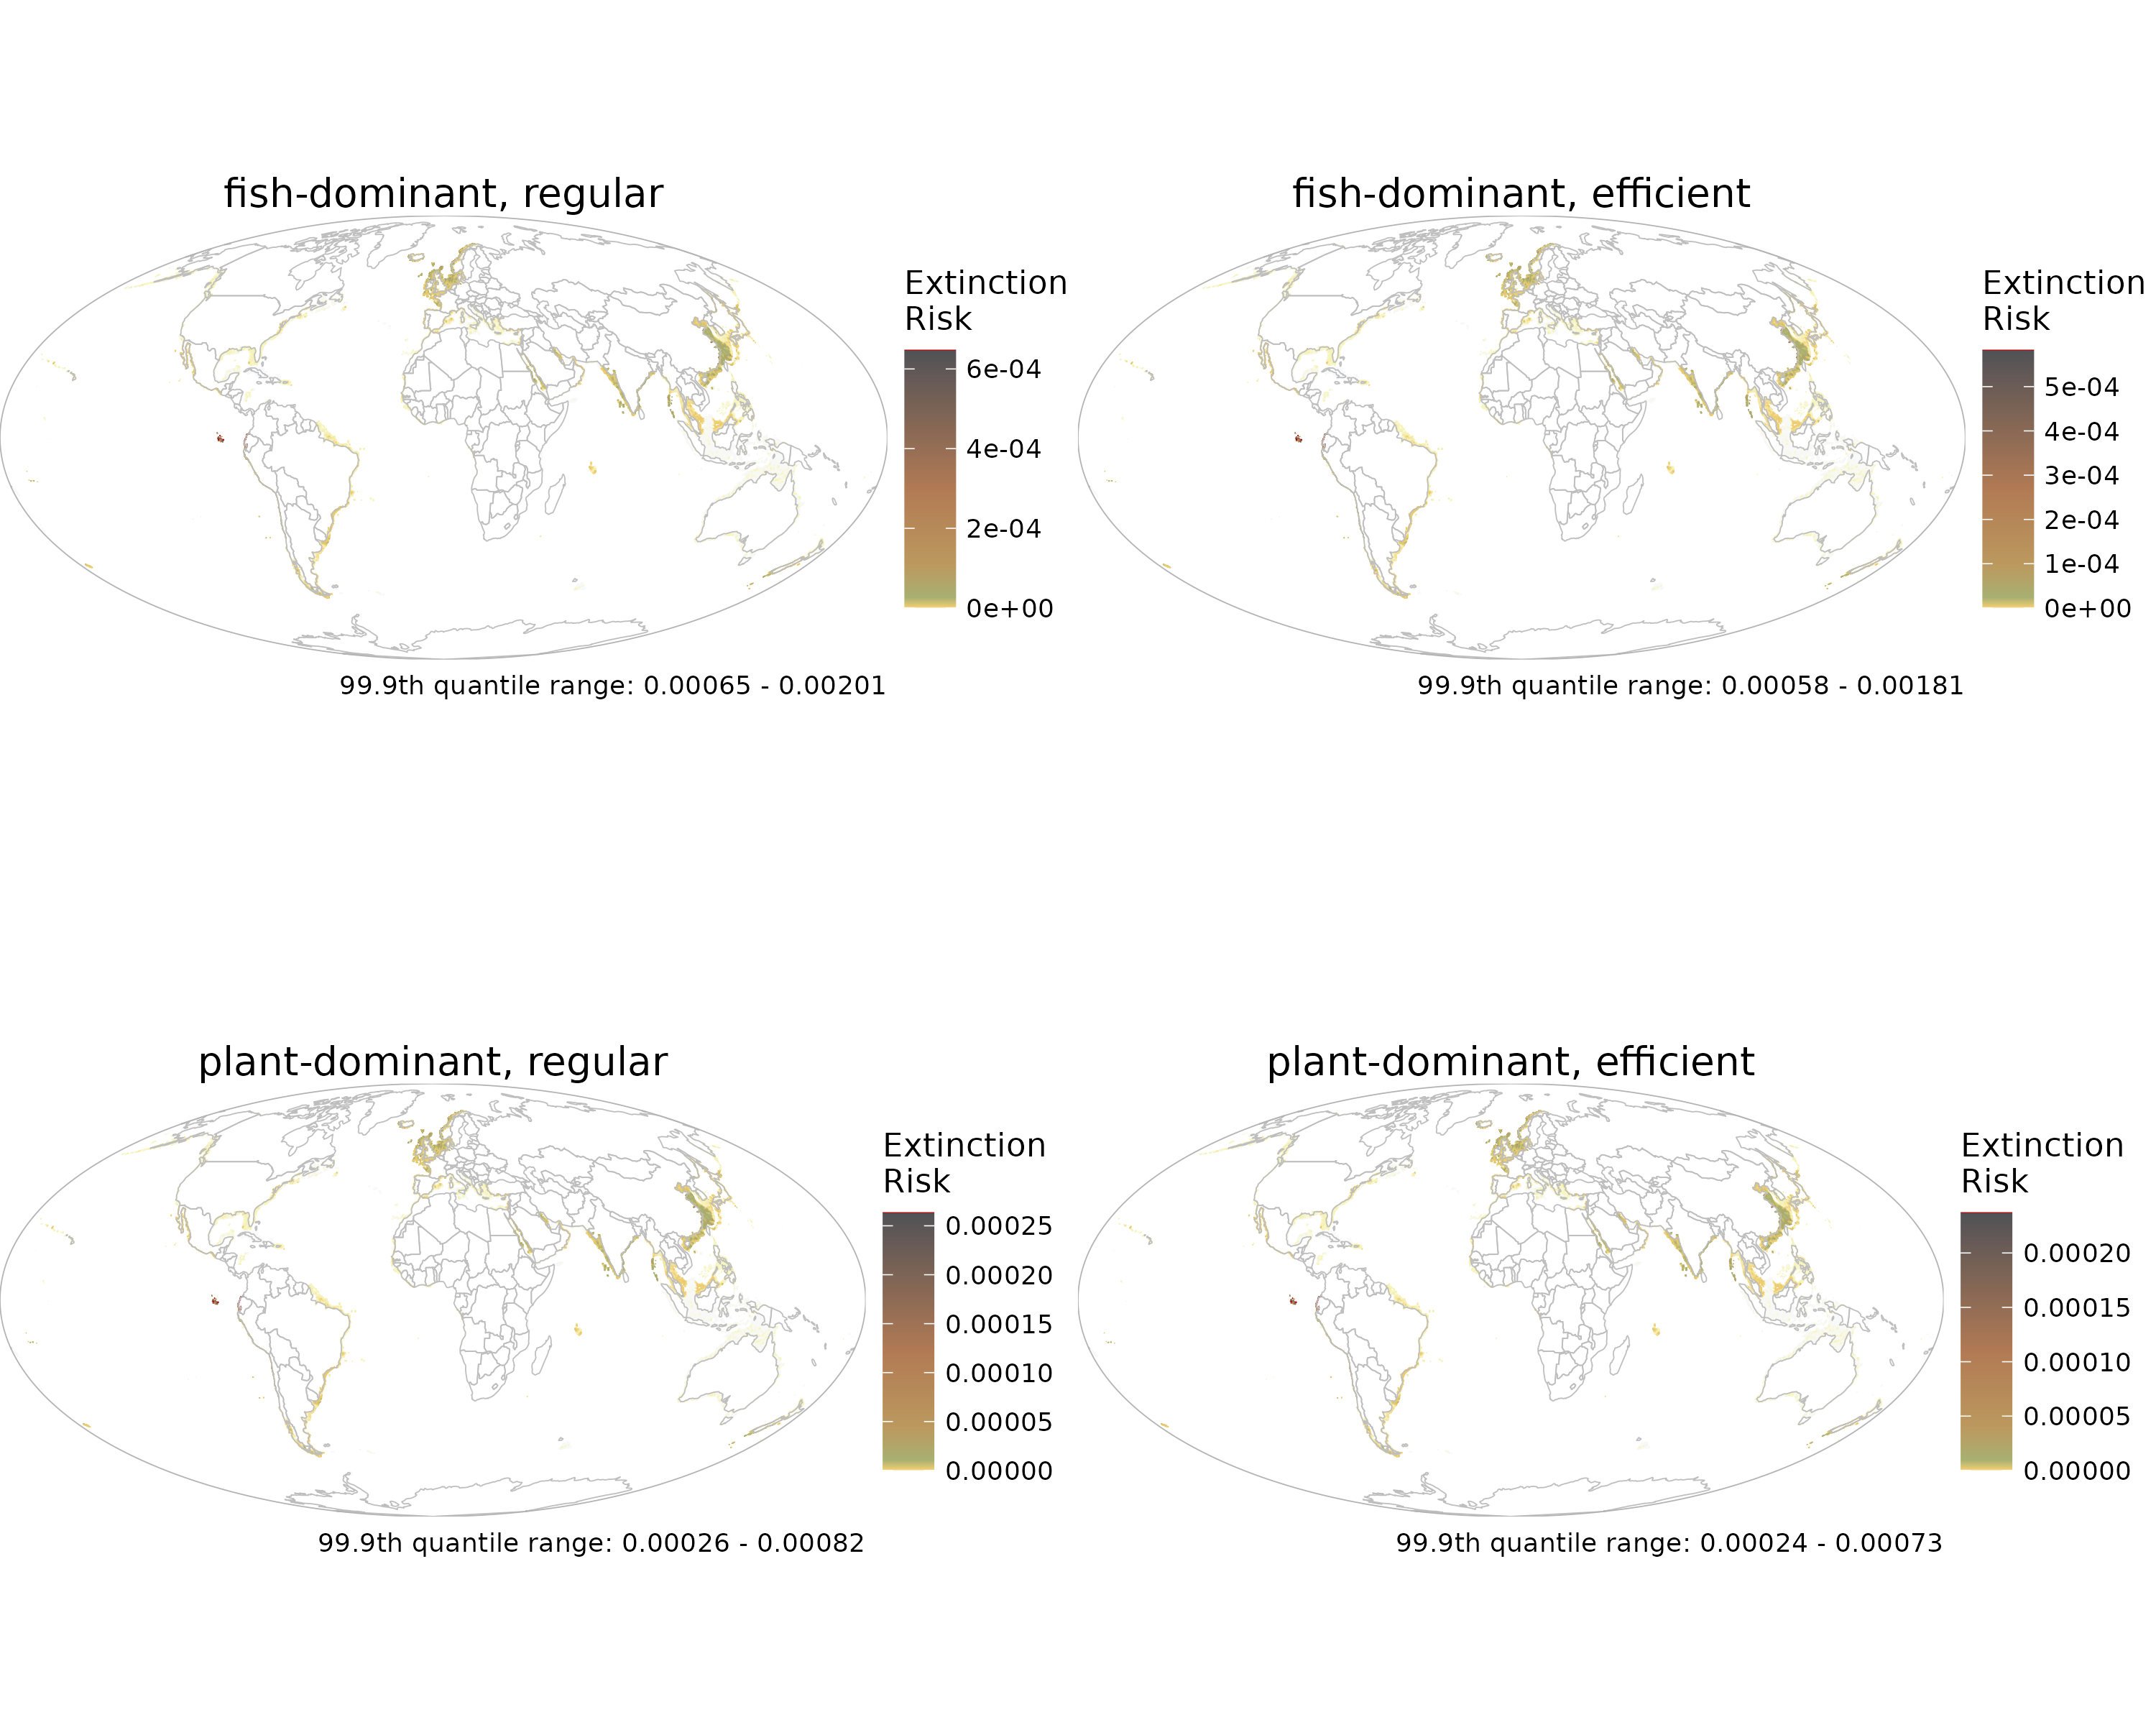 fish-dominant, regular
Extinction
Risk
6e-04
4e-04
2e-04
0e+00
99.9th quantile range: 0.00065 - 0.00201
fish-dominant, efficient
Extinction
Risk
5e-04
4e-04
3e-04
2e-04
1e-04
0e+00
99.9th quantile range: 0.00058 - 0.00181
plant-dominant, regular
Extinction
Risk
0.00025
0.00020
0.00015
0.00010
0.00005
0.00000
99.9th quantile range: 0.00026 - 0.00082
plant-dominant, efficient
Extinction
Risk
0.00020
0.00015
0.00010
0.00005
0.00000
99.9th quantile range: 0.00024 - 0.00073